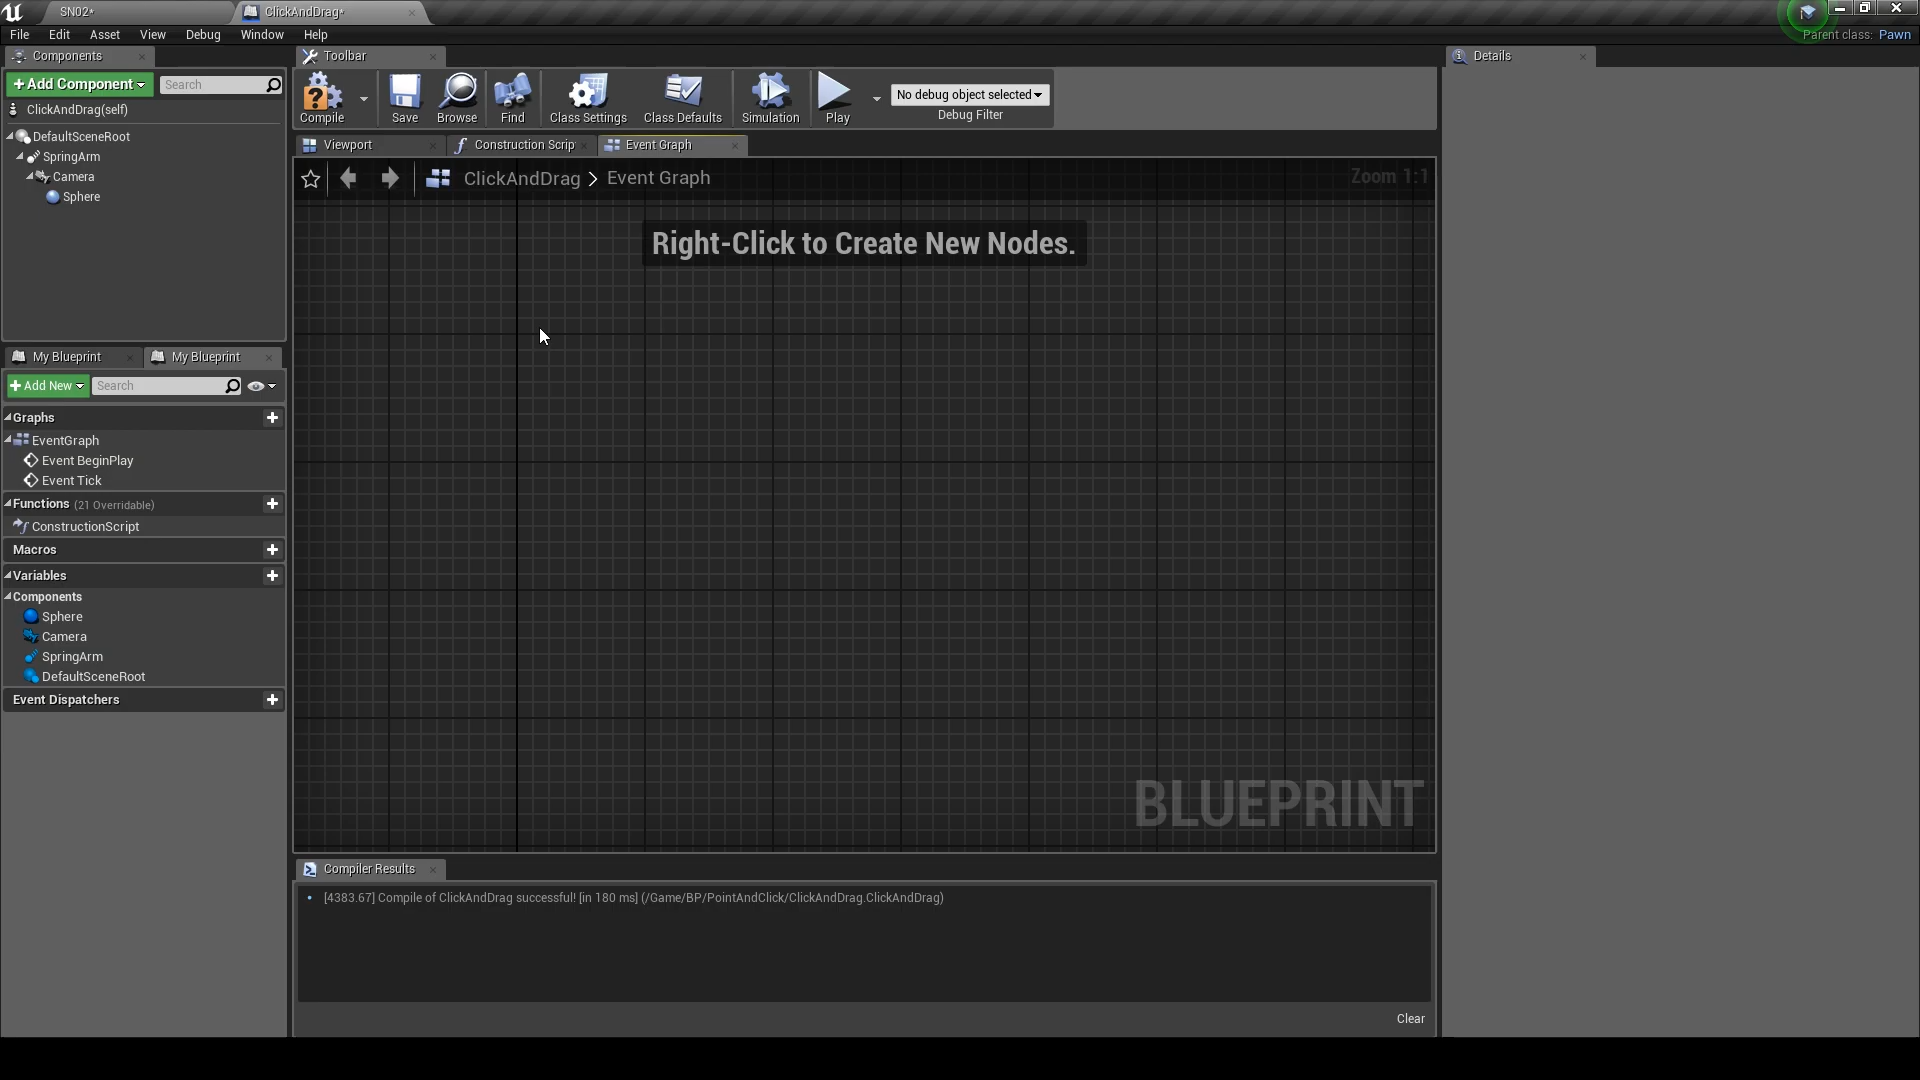 SN02*
ClickAndDrag*
File Edit Asset View Debug Window Help
Parent class: Pawn
Components
Toolbar
Details
Add Component
Search
ClickAndDrag(self)
DefaultSceneRoot
SpringArm
Camera
Sphere
Compile
Save
Browse
Find
Class Settings
Class Defaults
Simulation
Play
No debug object selected
Debug Filter
Viewport
Construction Scrip
Event Graph
ClickAndDrag > Event Graph
Zoom 1:1
Right-Click to Create New Nodes.
My Blueprint
My Blueprint
Add New
Search
Graphs
EventGraph
Event BeginPlay
Event Tick
Functions (21 Overridable)
ConstructionScript
Macros
Variables
Components
Sphere
Camera
SpringArm
DefaultSceneRoot
Event Dispatchers
BLUEPRINT
Compiler Results
[4383.67] Compile of ClickAndDrag successful! [in 180 ms] (/Game/BP/PointAndClick/ClickAndDrag.ClickAndDrag)
Clear